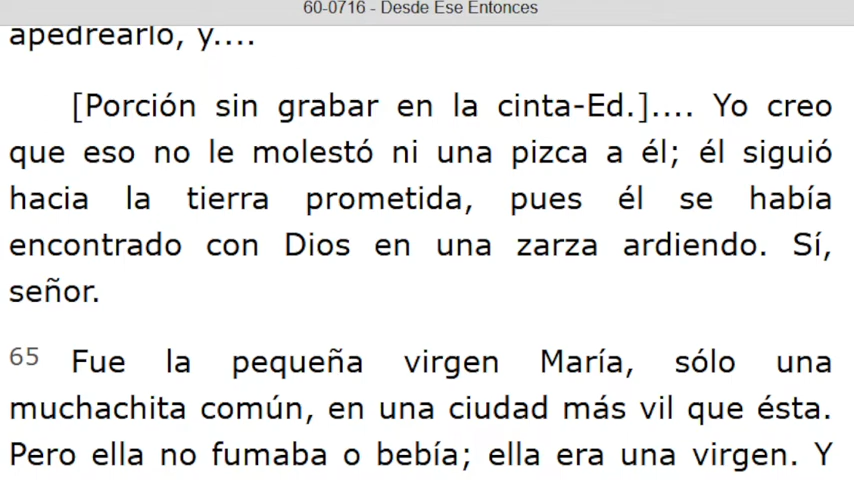 60-0716 - Desde Ese Entonces
apedrearlo, y....
[Porción sin grabar en la cinta-Ed.].... Yo creo
que eso no le molestó ni una pizca a él; él siguió
hacia la tierra prometida, pues él se había
encontrado con Dios en una zarza ardiendo. Sí,
señor.
65 Fue la pequeña virgen María, sólo una
muchachita común, en una ciudad más vil que ésta.
Pero ella no fumaba o bebía; ella era una virgen. Y